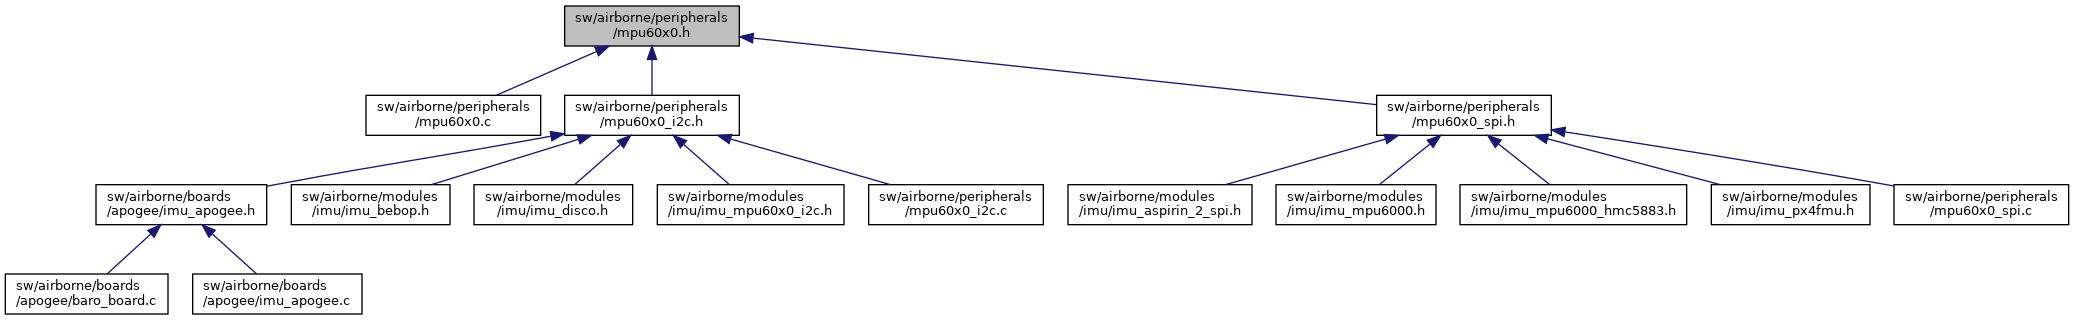 sw/airborne/peripherals
/mpu60x0.h
sw/airborne/peripherals
/mpu60x0.c
sw/airborne/peripherals
/mpu60x0_i2c.h
sw/airborne/peripherals
/mpu60x0_spi.h
sw/airborne/boards
/apogee/imu_apogee.h
sw/airborne/modules
/imu/imu_bebop.h
sw/airborne/modules
/imu/imu_disco.h
sw/airborne/modules
/imu/imu_mpu60x0_i2c.h
sw/airborne/peripherals
/mpu60x0_i2c.c
sw/airborne/modules
/imu/imu_aspirin_2_spi.h
sw/airborne/modules
/imu/imu_mpu6000.h
sw/airborne/modules
/imu/imu_mpu6000_hmc5883.h
sw/airborne/modules
/imu/imu_px4fmu.h
sw/airborne/peripherals
/mpu60x0_spi.c
sw/airborne/boards
/apogee/baro_board.c
sw/airborne/boards
/apogee/imu_apogee.c